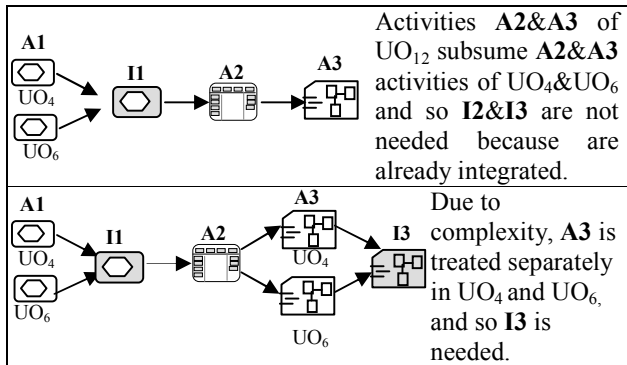 A1
UO₄
UO₆
I1
A2
A3
Activities A2&A3 of
UO₁₂ subsume A2&A3
activities of UO₄&UO₆
and so I2&I3 are not
needed because are
already integrated.
A1
UO₄
UO₆
I1
A2
A3
UO₄
UO₆
I3
Due to
complexity, A3 is
treated separately
in UO₄ and UO₆,
and so I3 is
needed.